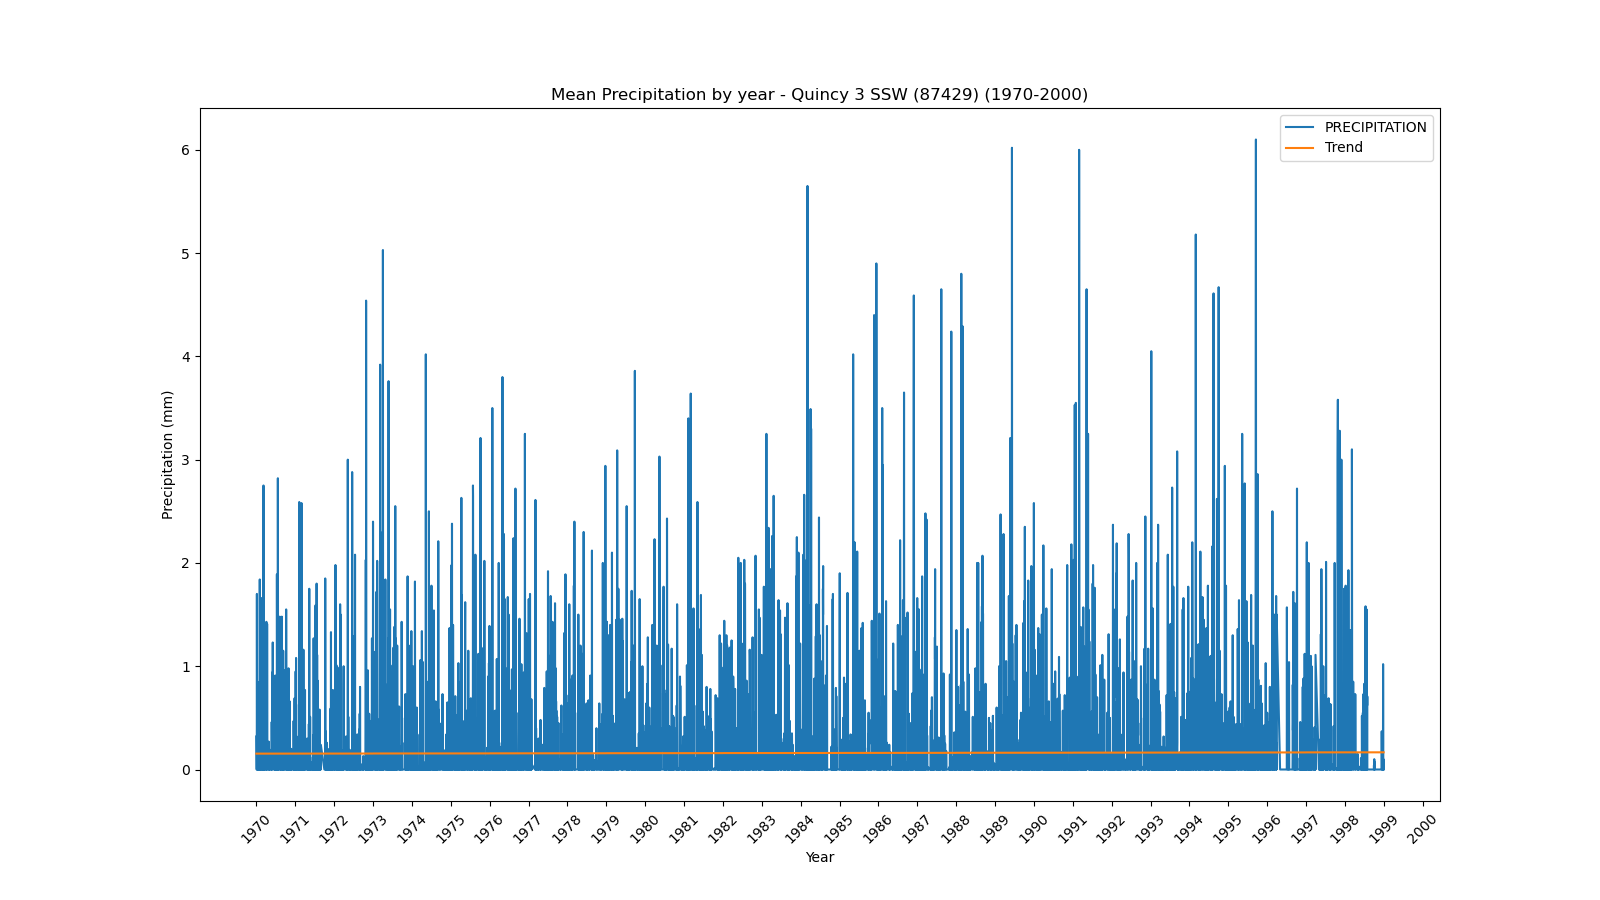 Mean Precipitation by year - Quincy 3 SSW (87429) (1970-2000)
PRECIPITATION
Trend
6
5
4
3
2
1
0
Precipitation (mm)
1970 1971 1972 1973 1974 1975 1976 1977 1978 1979 1980 1981 1982 1983 1984 1985 1986 1987 1988 1989 1990 1991 1992 1993 1994 1995 1996 1997 1998 1999 2000
Year